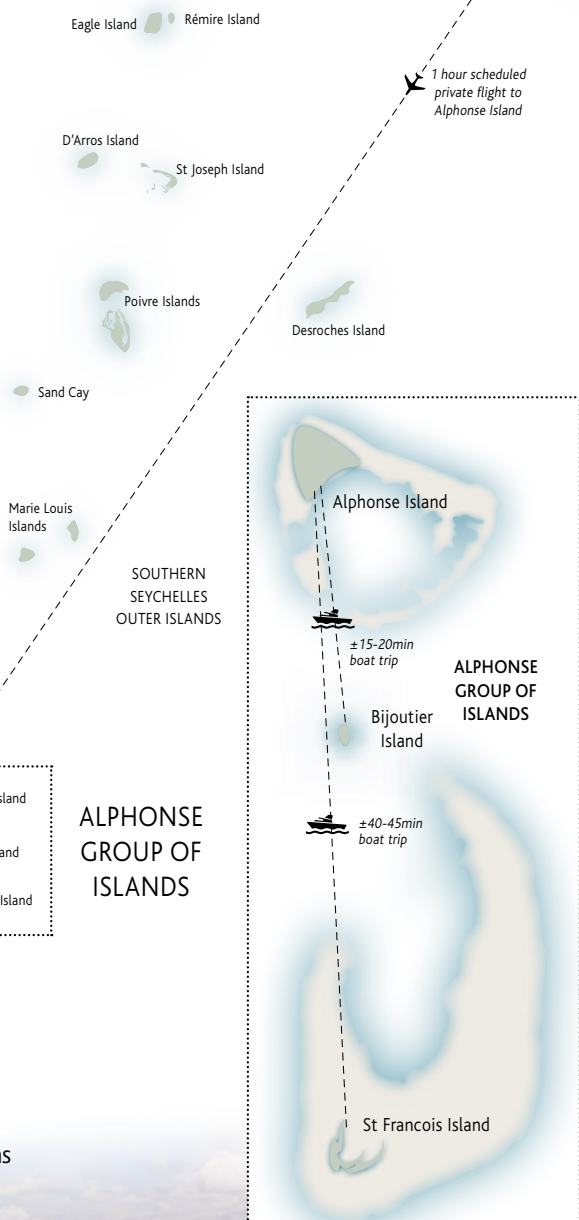 Eagle Island
Rémire Island
1 hour scheduled
private flight to
Alphonse Island
D'Arros Island
St Joseph Island
Poivre Islands
Desroches Island
Sand Cay
Marie Louis
Islands
Alphonse Island
SOUTHERN
SEYCHELLES
OUTER ISLANDS
±15-20min
boat trip
ALPHONSE
GROUP OF
ISLANDS
Bijoutier
Island
ALPHONSE
GROUP OF
ISLANDS
±40-45min
boat trip
Island
St Francois Island